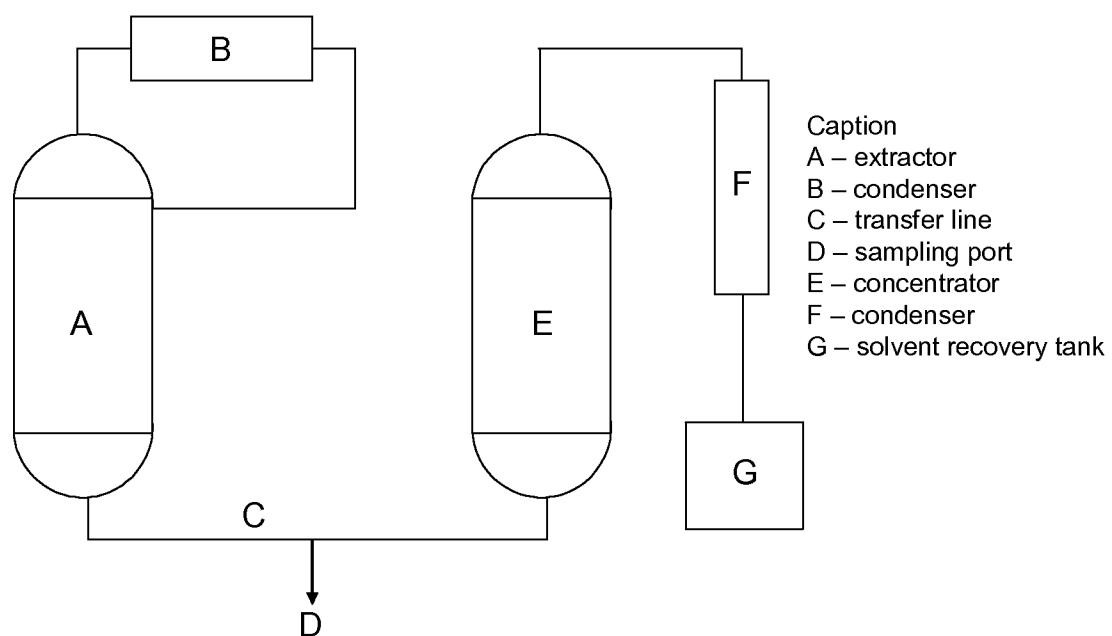 B
A
C
D
E
F
G
Caption
A – extractor
B – condenser
C – transfer line
D – sampling port
E – concentrator
F – condenser
G – solvent recovery tank